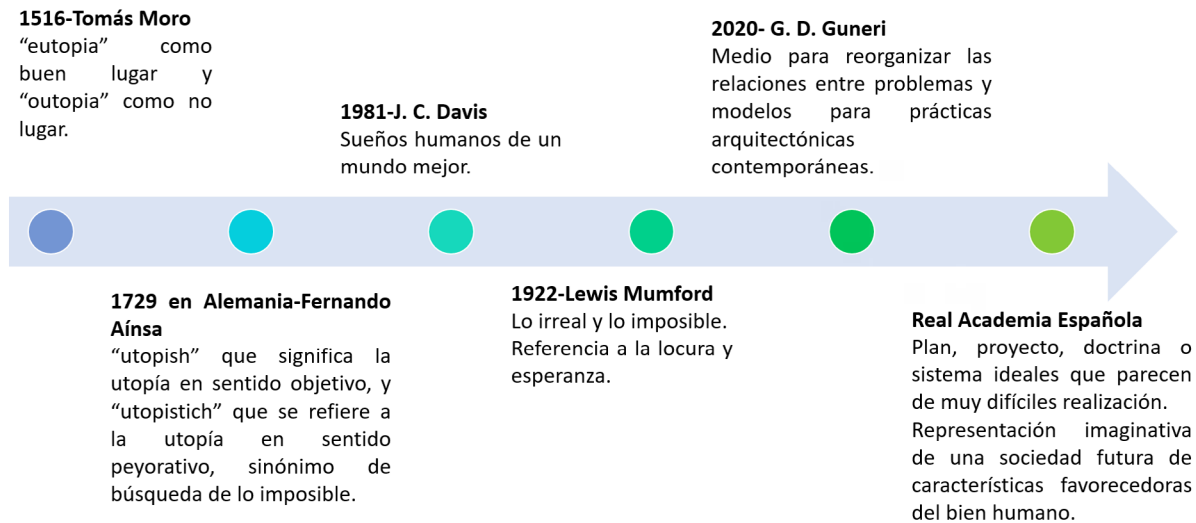 1516-Tomás Moro
“eutopia” como
buen lugar y
“outopia” como no
lugar.
1729 en Alemania-Fernando
Aínsa
“utopish” que significa la
utopía en sentido objetivo, y
“utopistich” que se refiere a
la utopía en sentido
peyorativo, sinónimo de
búsqueda de lo imposible.
1981-J. C. Davis
Sueños humanos de un
mundo mejor.
1922-Lewis Mumford
Lo irreal y lo imposible.
Referencia a la locura y
esperanza.
2020- G. D. Guneri
Medio para reorganizar las
relaciones entre problemas y
modelos para prácticas
arquitectónicas
contemporáneas.
Real Academia Española
Plan, proyecto, doctrina o
sistema ideales que parecen
de muy difíciles realización.
Representación imaginativa
de una sociedad futura de
características favorecedoras
del bien humano.